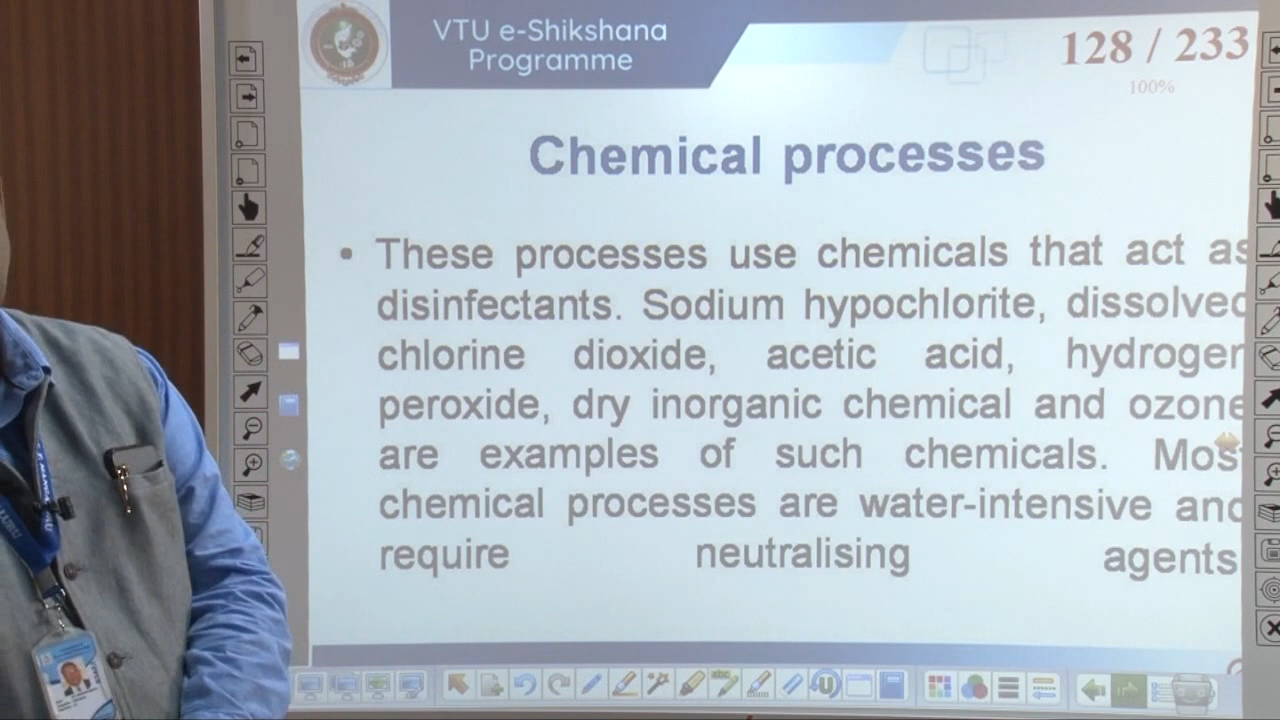 VTU e-Shikshana
Programme
128 / 233
100%
Chemical processes
• These processes use chemicals that act as
disinfectants. Sodium hypochlorite, dissolved
chlorine dioxide, acetic acid, hydrogen
peroxide, dry inorganic chemical and ozone
are examples of such chemicals. Most
chemical processes are water-intensive and
require neutralising agents